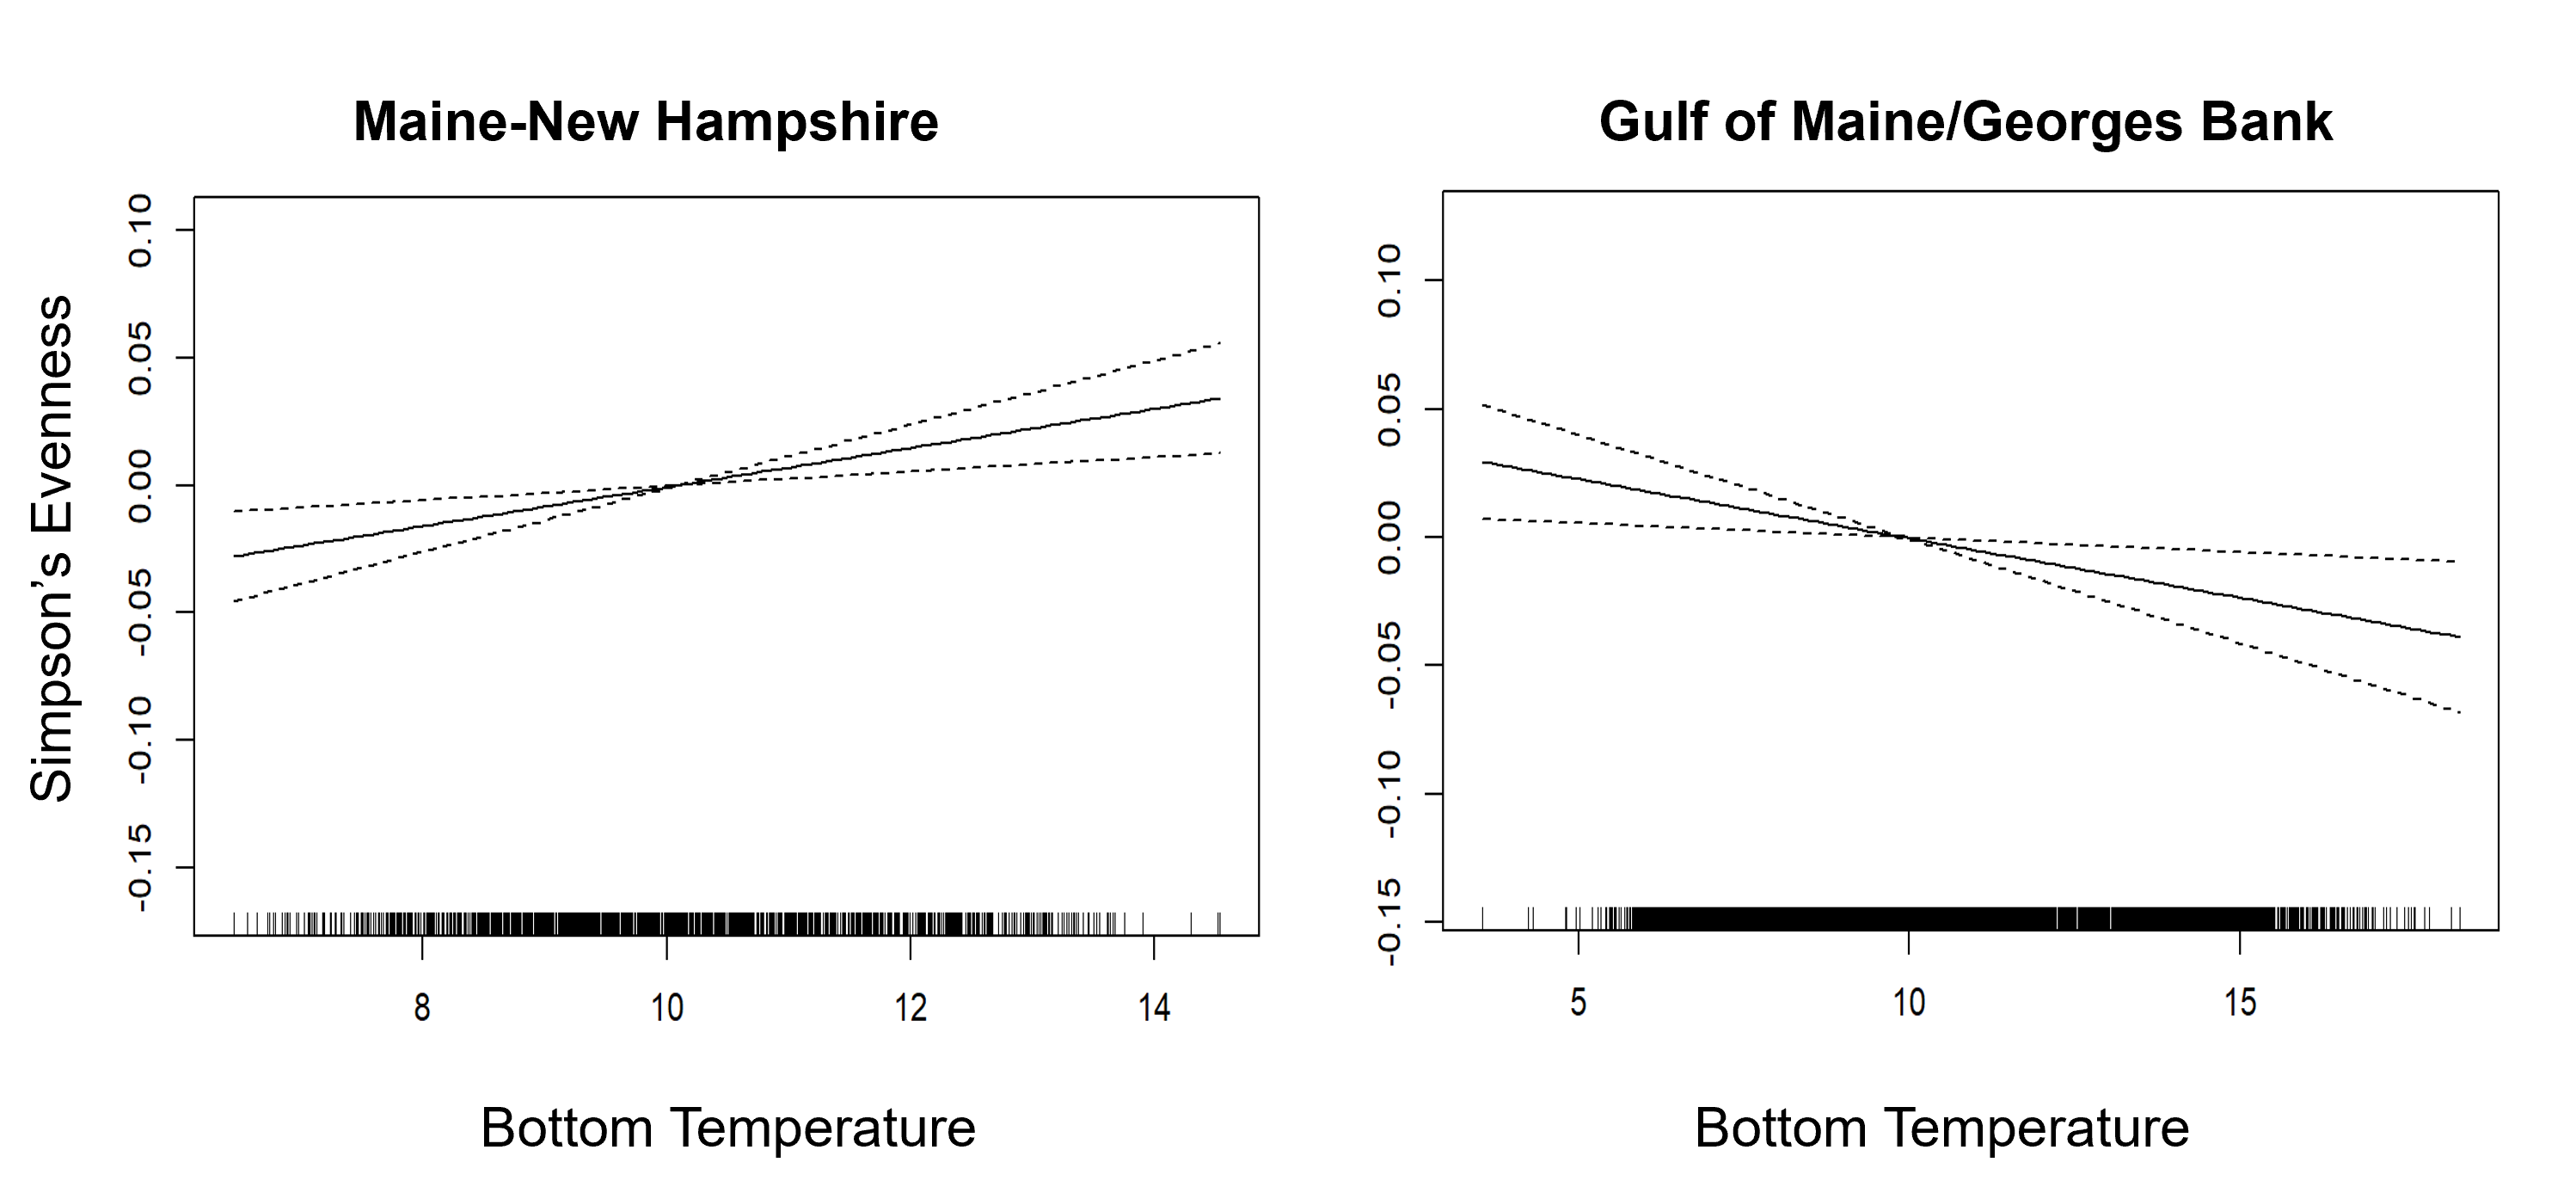 Maine-New Hampshire
Gulf of Maine/Georges Bank
Simpson’s Evenness
0.10
0.05
0.00
-0.05
-0.10
-0.15
8 10 12 14
Bottom Temperature
0.10
0.05
0.00
-0.05
-0.10
-0.15
5 10 15
Bottom Temperature